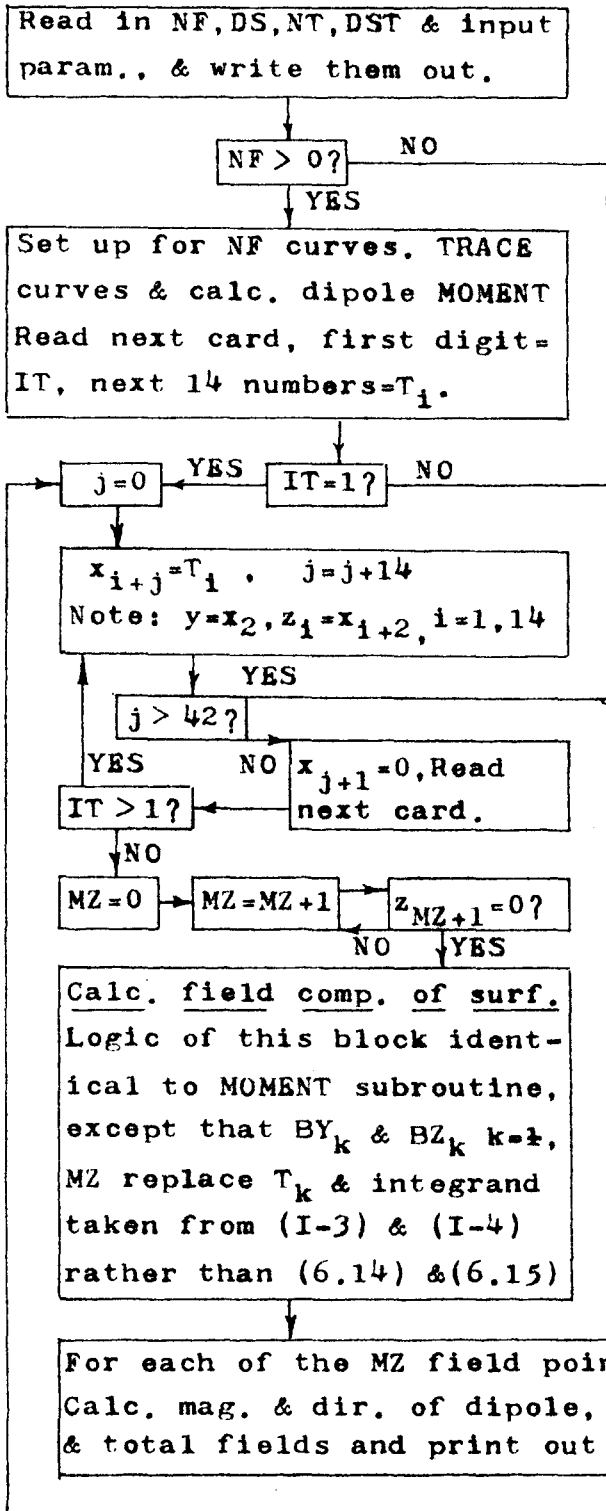 Read in NF,DS,NT,DST & input
param., & write them out.
NF > 0?
NO
YES
Set up for NF curves. TRACE
curves & calc. dipole MOMENT
Read next card, first digit=
IT, next 14 numbers=T_i.
j=0
YES
IT=1?
NO
x_{i+j}=T_i , j=j+14
Note: y=x_2, z_i=x_{i+2}, i=1,14
YES
j > 42?
YES
NO
x_{j+1}=0, Read
next card.
IT >1?
NO
MZ=0
MZ=MZ+1
z_{MZ+1}=0?
NO
YES
Calc. field comp. of surf.
Logic of this block ident-
ical to MOMENT subroutine,
except that BY_k & BZ_k k=1,
MZ replace T_k & integrand
taken from (I-3) & (I-4)
rather than (6.14) &(6.15)
For each of the MZ field poin
Calc. mag. & dir. of dipole,
& total fields and print out